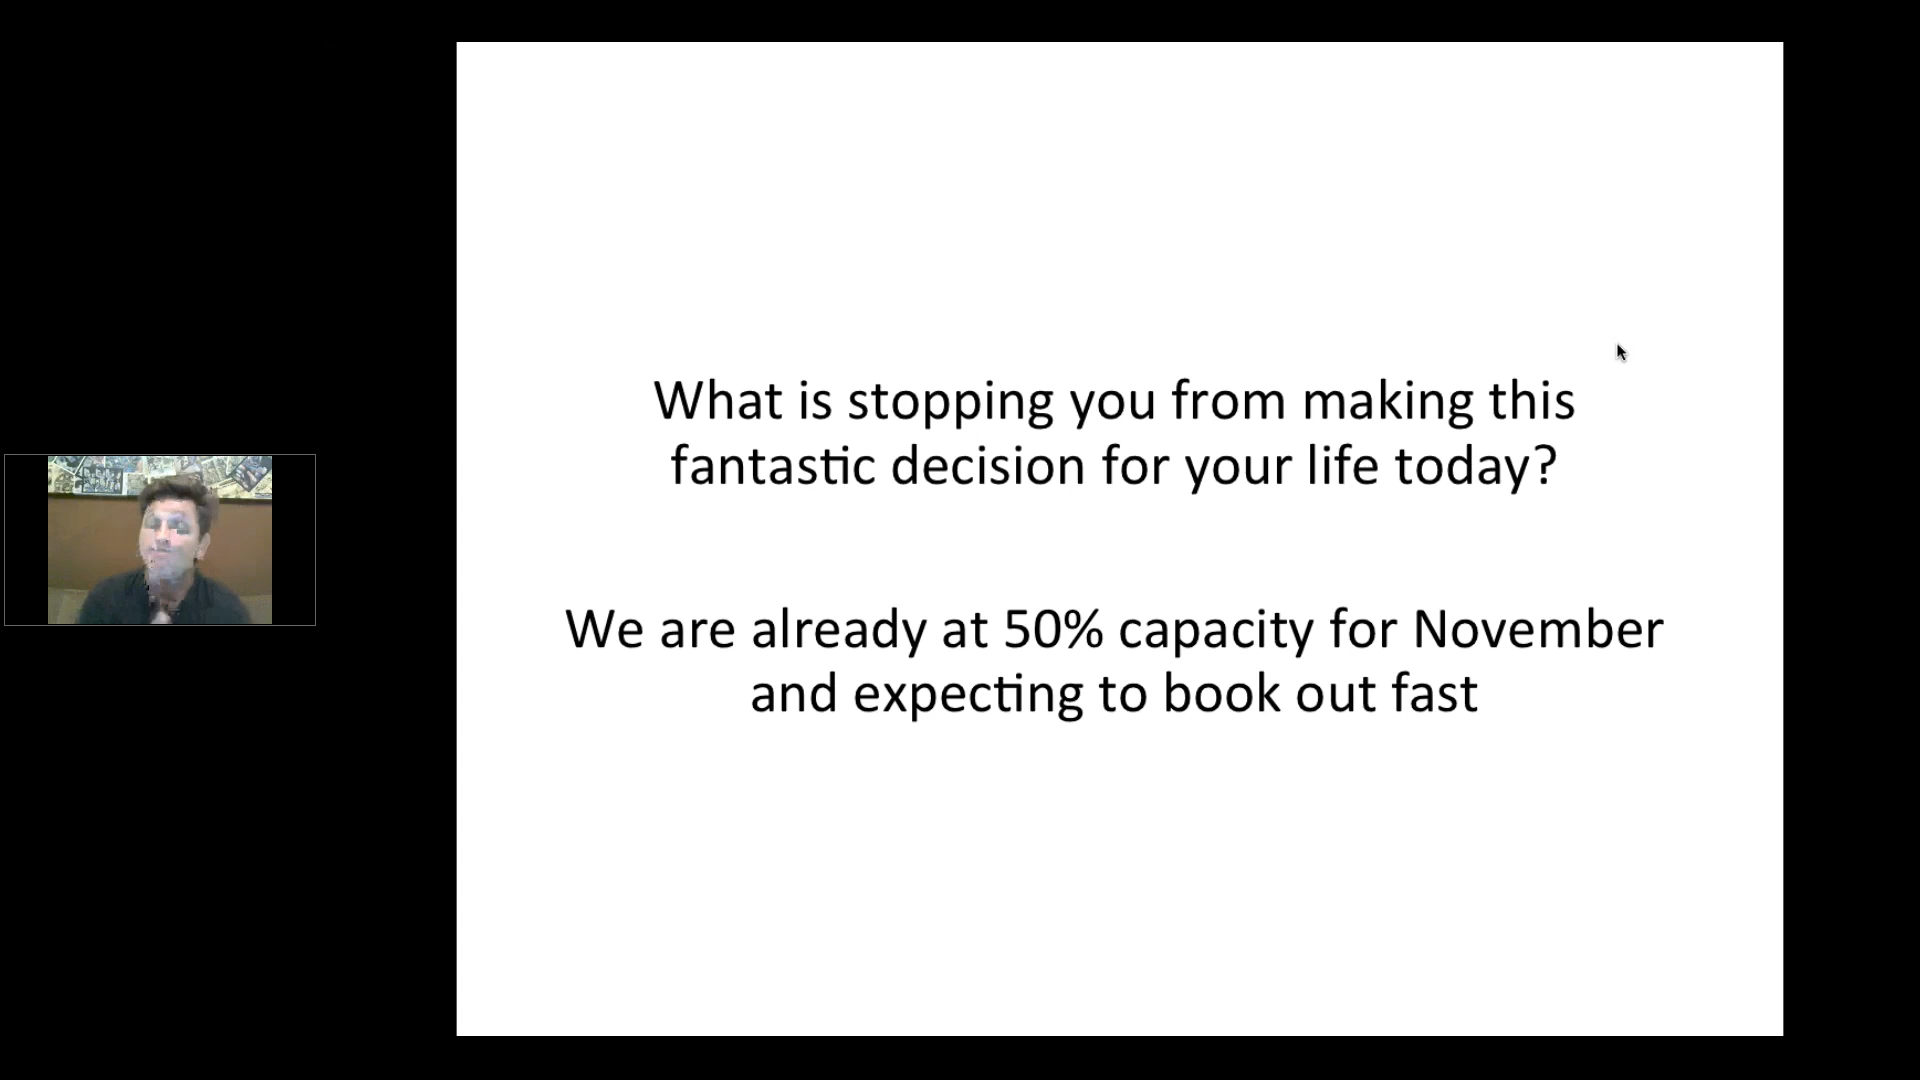 What is stopping you from making this
fantastic decision for your life today?
We are already at 50% capacity for November
and expecting to book out fast